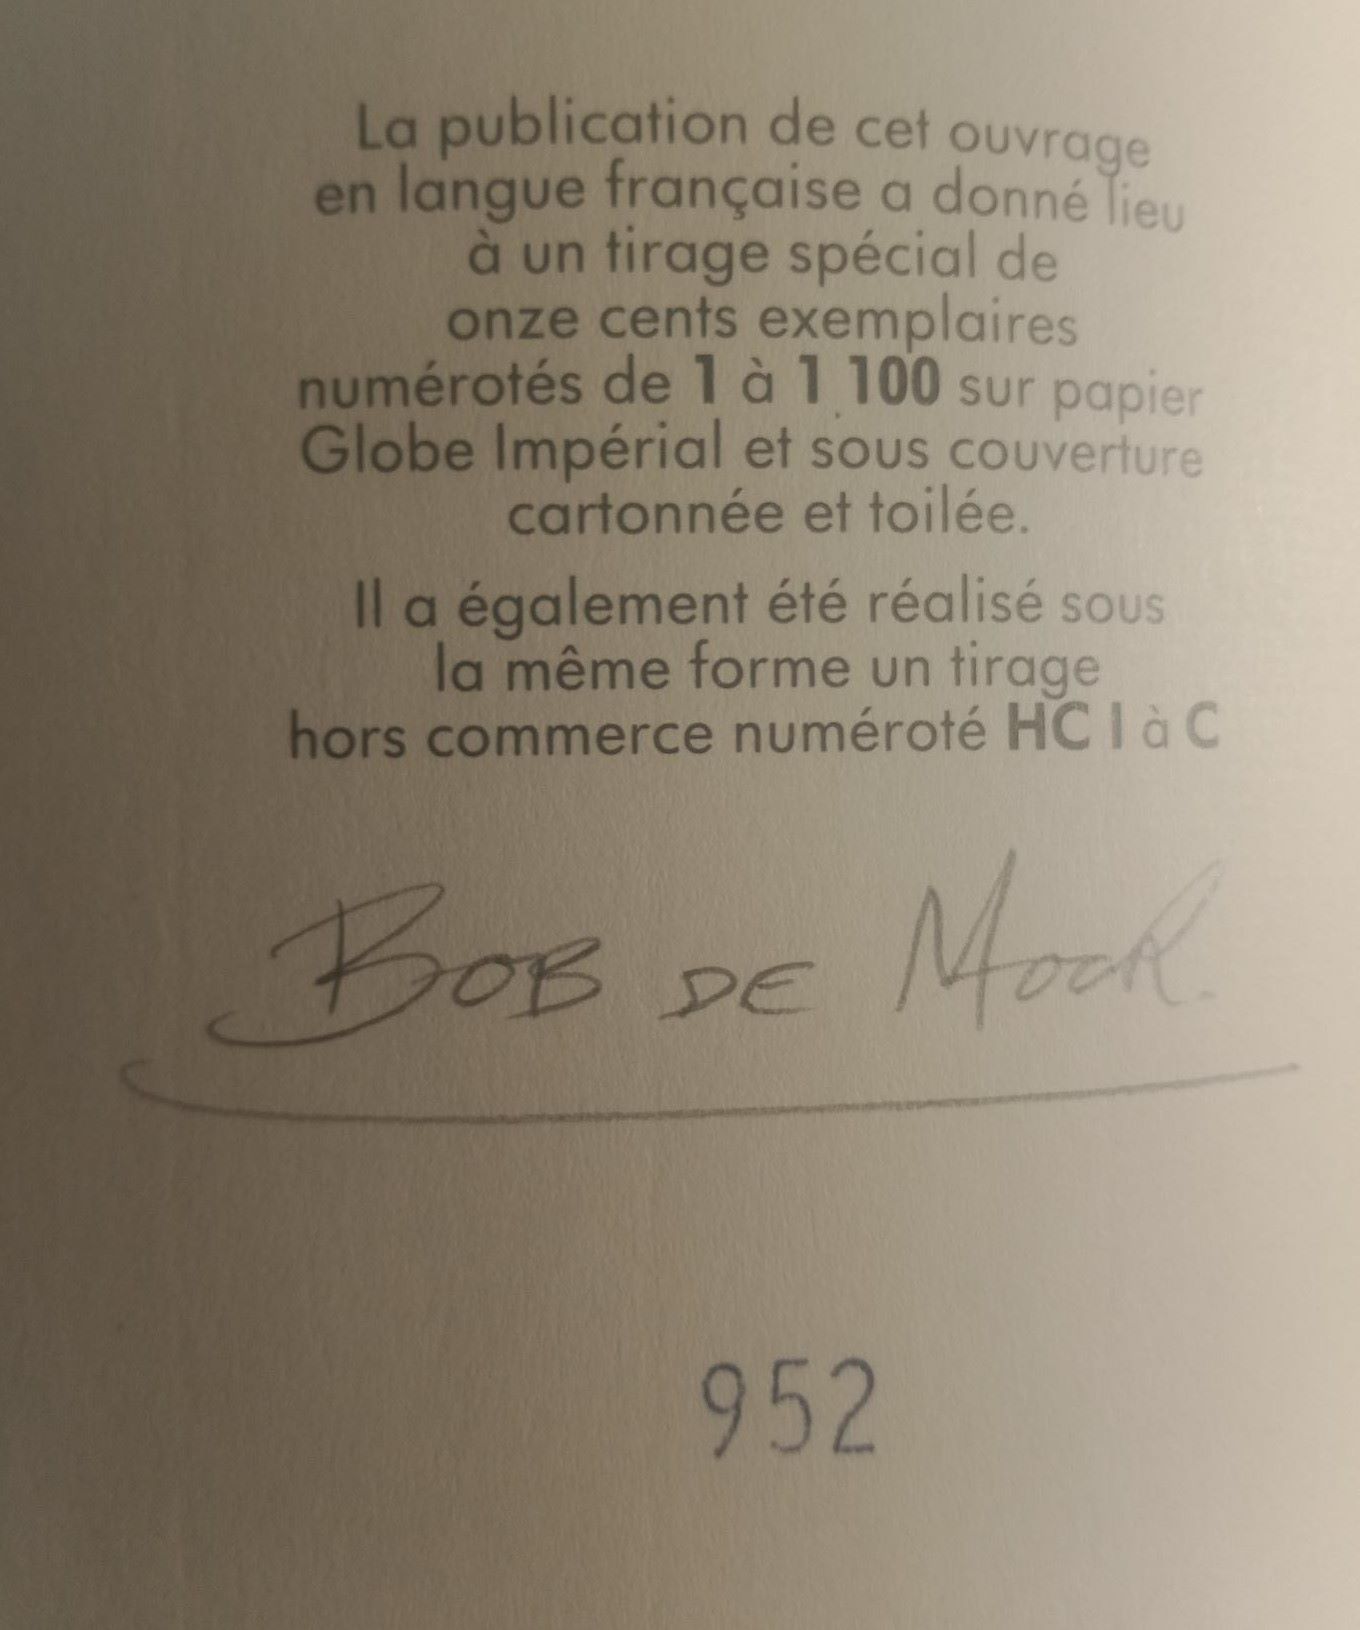 La publication de cet ouvrage
en langue française a donné lieu
à un tirage spécial de
onze cents exemplaires
numérotés de 1 à 1 100 sur papier
Globe Impérial et sous couverture
cartonnée et toilée.
Il a également été réalisé sous
la même forme un tirage
hors commerce numéroté HC I à C
BOB DE MOOR.
952